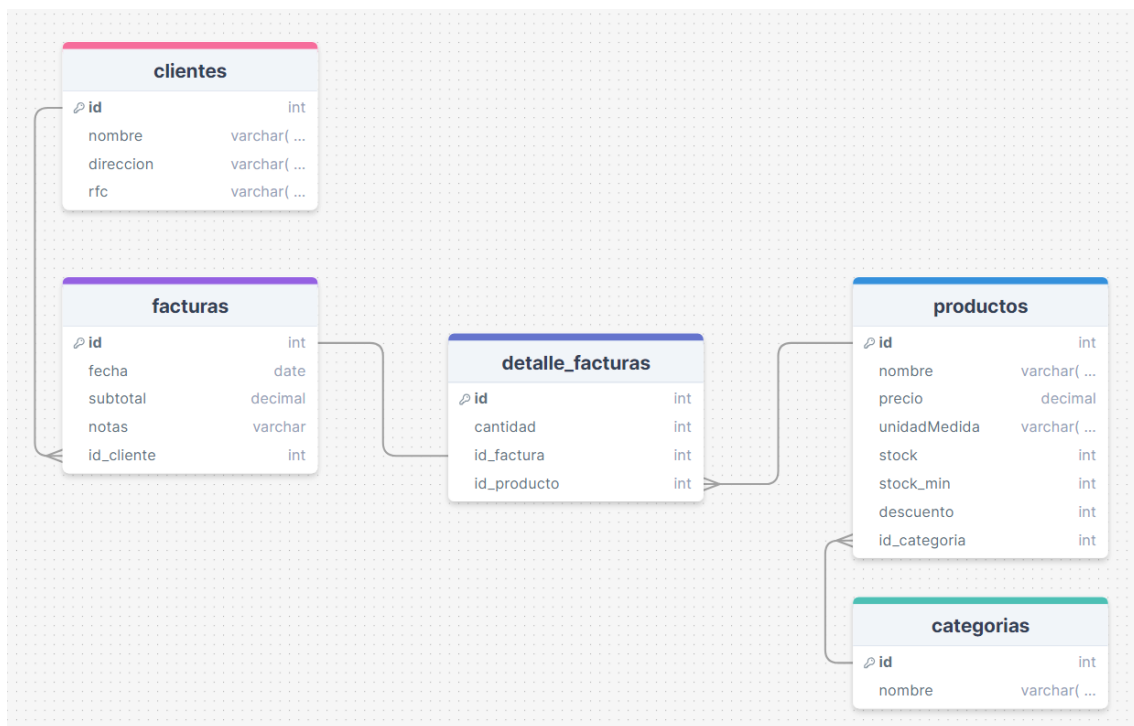 clientes
id int
nombre varchar( ...
direccion varchar( ...
rfc varchar( ...
facturas
id int
fecha date
subtotal decimal
notas varchar
id_cliente int
detalle_facturas
id int
cantidad int
id_factura int
id_producto int
productos
id int
nombre varchar( ...
precio decimal
unidadMedida varchar( ...
stock int
stock_min int
descuento int
id_categoria int
categorias
id int
nombre varchar( ...